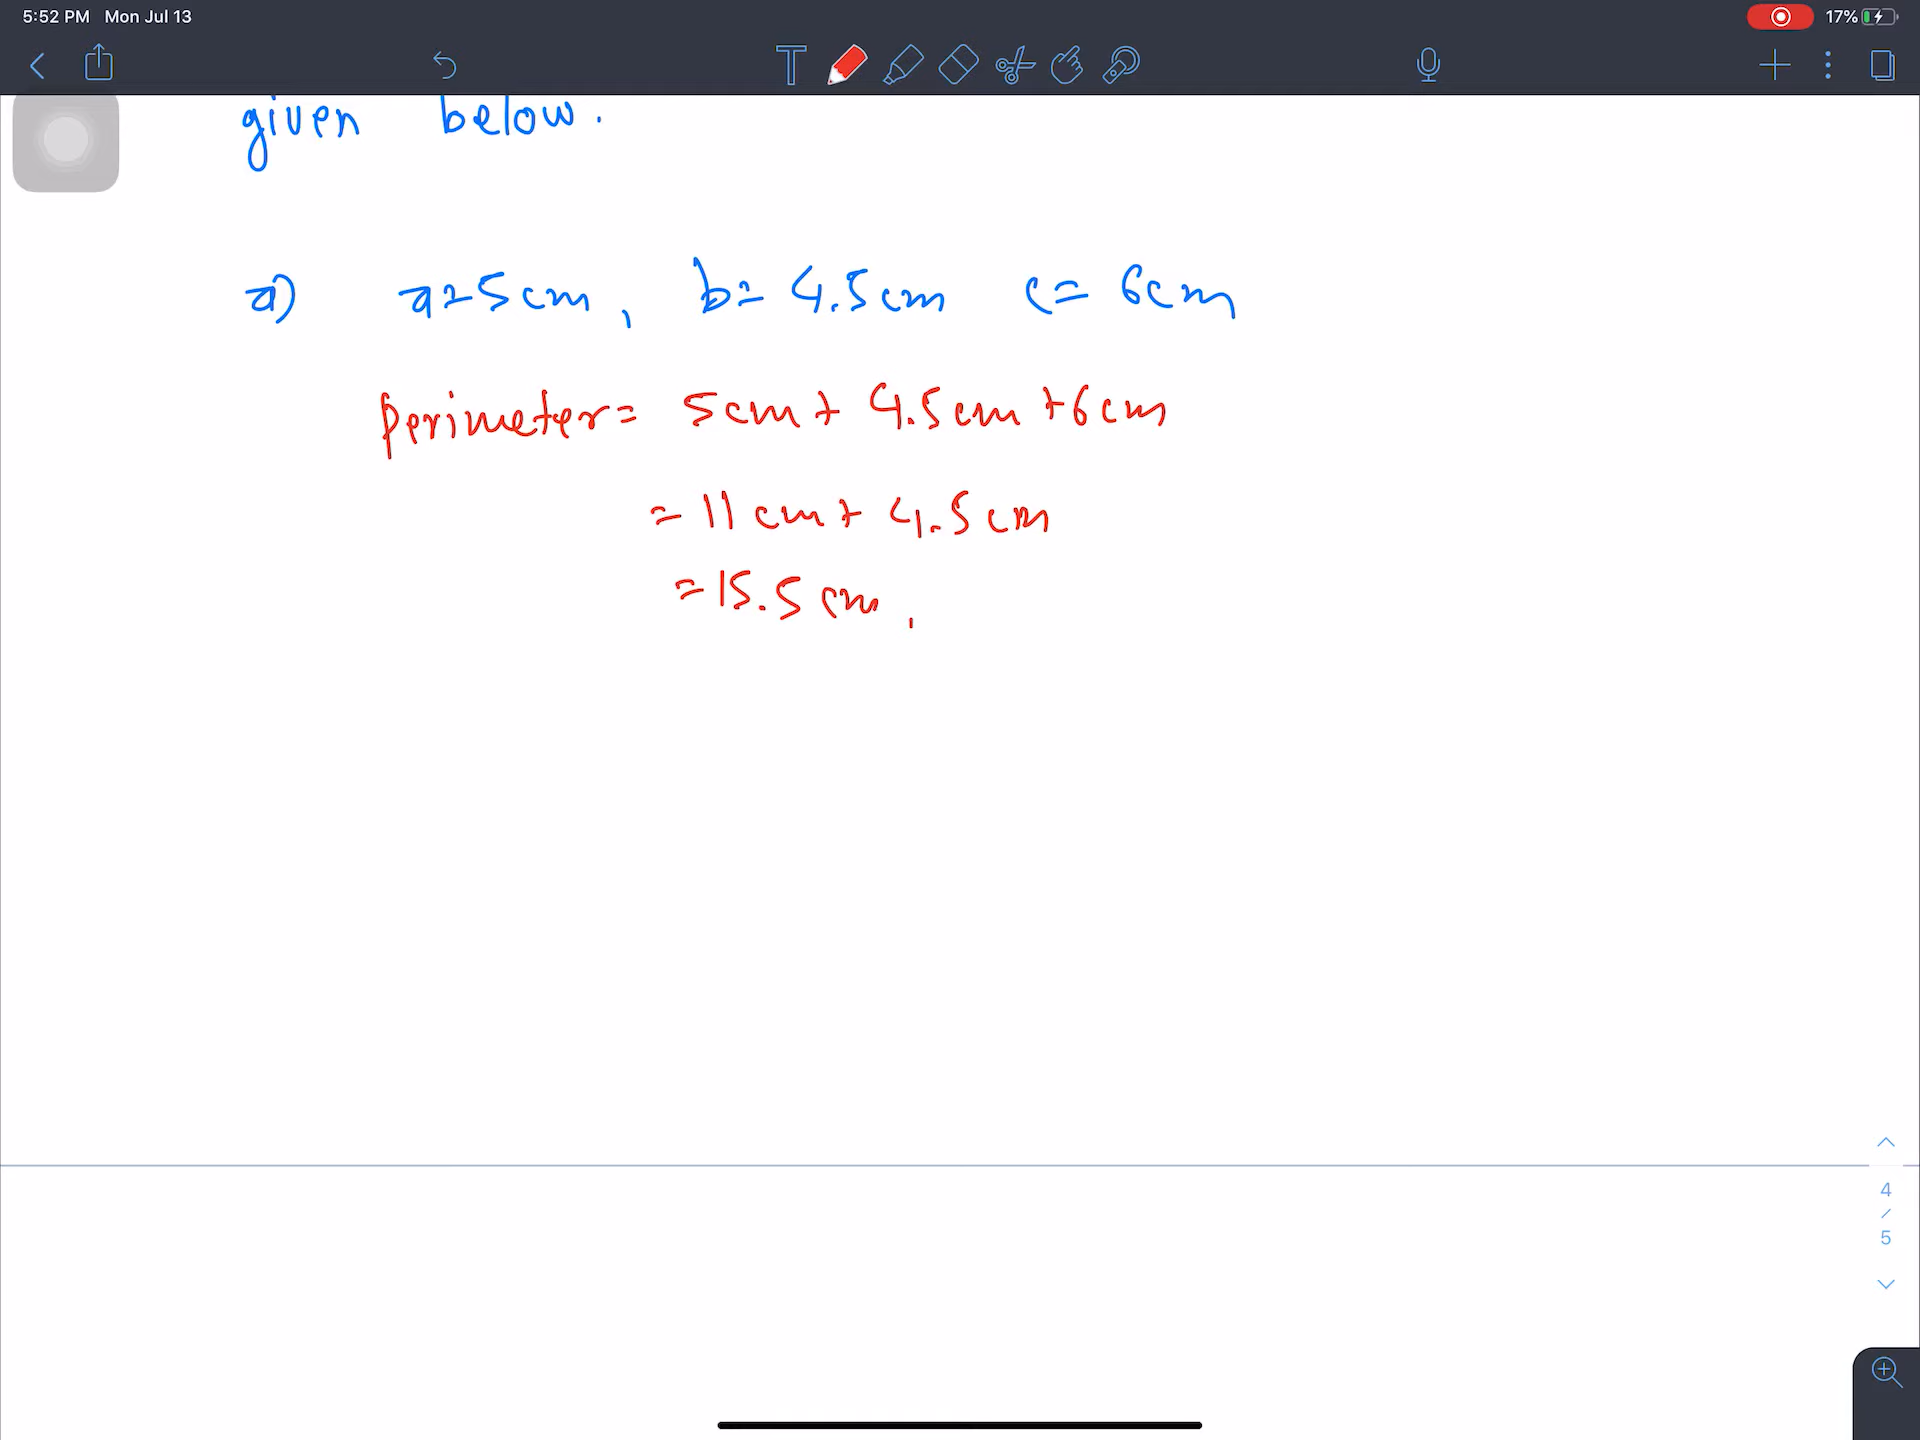 5:52 PM Mon Jul 13
17%
given below.
a) a=5cm, b= 4.5cm c= 6cm
perimeter= 5cm+ 4.5cm+6cm
= 11cm+ 4.5cm
= 15.5cm,
4
/
5